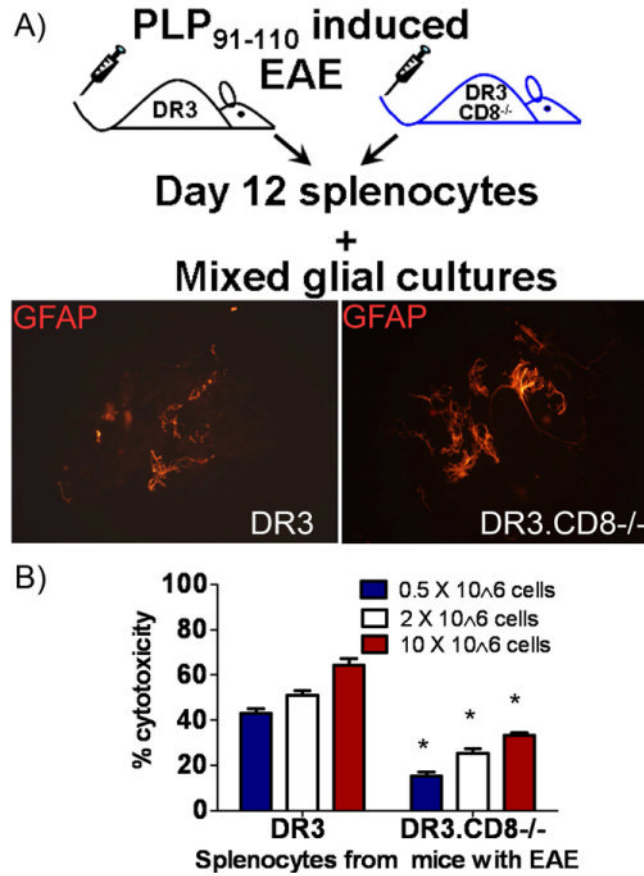 A)
PLP91-110 induced
EAE
DR3
DR3
CD8-/-
Day 12 splenocytes
+
Mixed glial cultures
GFAP
GFAP
DR3
DR3.CD8-/-
B)
100
80
60
40
20
0
% cytotoxicity
0.5 X 10^6 cells
2 X 10^6 cells
10 X 10^6 cells
* * *
DR3 DR3.CD8-/-
Splenocytes from mice with EAE